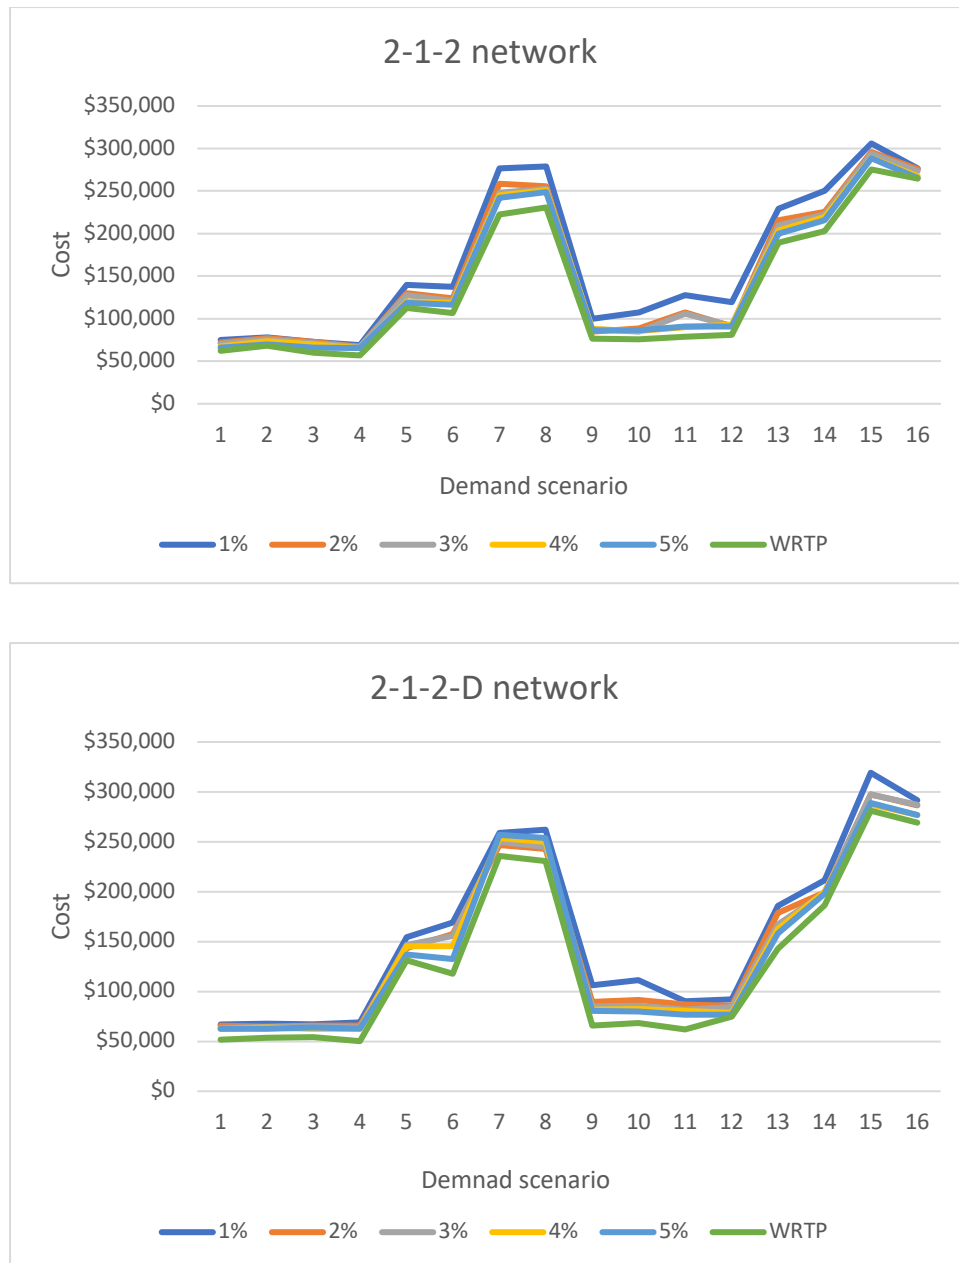 2-1-2 network
$350,000
$300,000
$250,000
$200,000
$150,000
$100,000
$50,000
$0
Cost
1 2 3 4 5 6 7 8 9 10 11 12 13 14 15 16
Demand scenario
1% 2% 3% 4% 5% WRTP
2-1-2-D network
$350,000
$300,000
$250,000
$200,000
$150,000
$100,000
$50,000
$0
Cost
1 2 3 4 5 6 7 8 9 10 11 12 13 14 15 16
Demnad scenario
1% 2% 3% 4% 5% WRTP